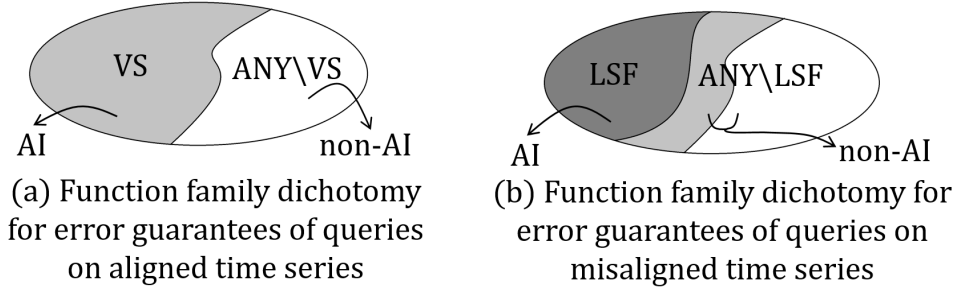 VS
ANY\VS
AI
non-AI
(a) Function family dichotomy
for error guarantees of queries
on aligned time series
LSF
ANY\LSF
AI
non-AI
(b) Function family dichotomy for
error guarantees of queries on
misaligned time series